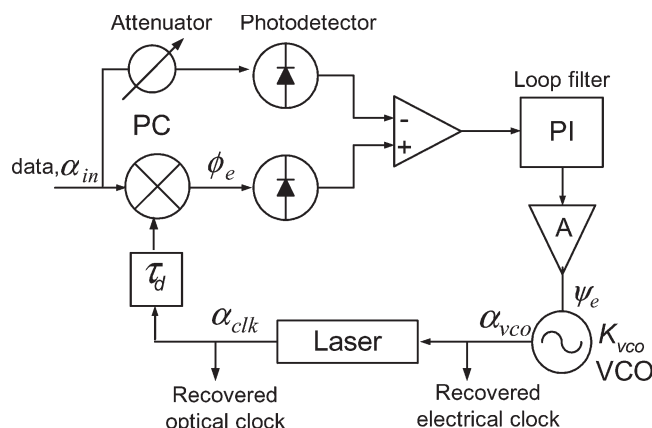 Attenuator
Photodetector
Loop filter
PC
-
+
PI
data, α_in
ϕ_e
A
τ_d
ψ_e
α_clk
Laser
α_vco
K_vco
VCO
Recovered
optical clock
Recovered
electrical clock